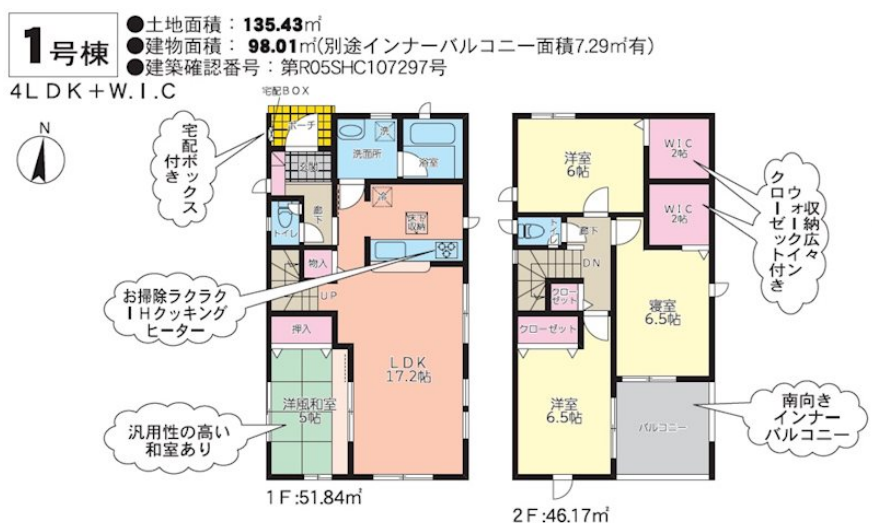 1号棟
●土地面積：135.43㎡
●建物面積：98.01㎡(別途インナーバルコニー面積7.29㎡有)
●建築確認番号：第R05SHC107297号
4LDK+W.I.C
宅配BOX
N
宅配ボックス
付き
ポーチ
玄関
洗面所
洗
浴室
廊下
トイレ
冷
床下
収納
物入
UP
お掃除ラクラク
IHクッキング
ヒーター
押入
LDK
17.2帖
洋風和室
5帖
汎用性の高い
和室あり
1F:51.84㎡
洋室
6帖
WIC
2帖
WIC
2帖
収納広々
ウォークイン
クローゼット付き
トイレ
廊下
DN
クロー
ゼット
寝室
6.5帖
クローゼット
洋室
6.5帖
バルコニー
南向き
インナー
バルコニー
2F:46.17㎡